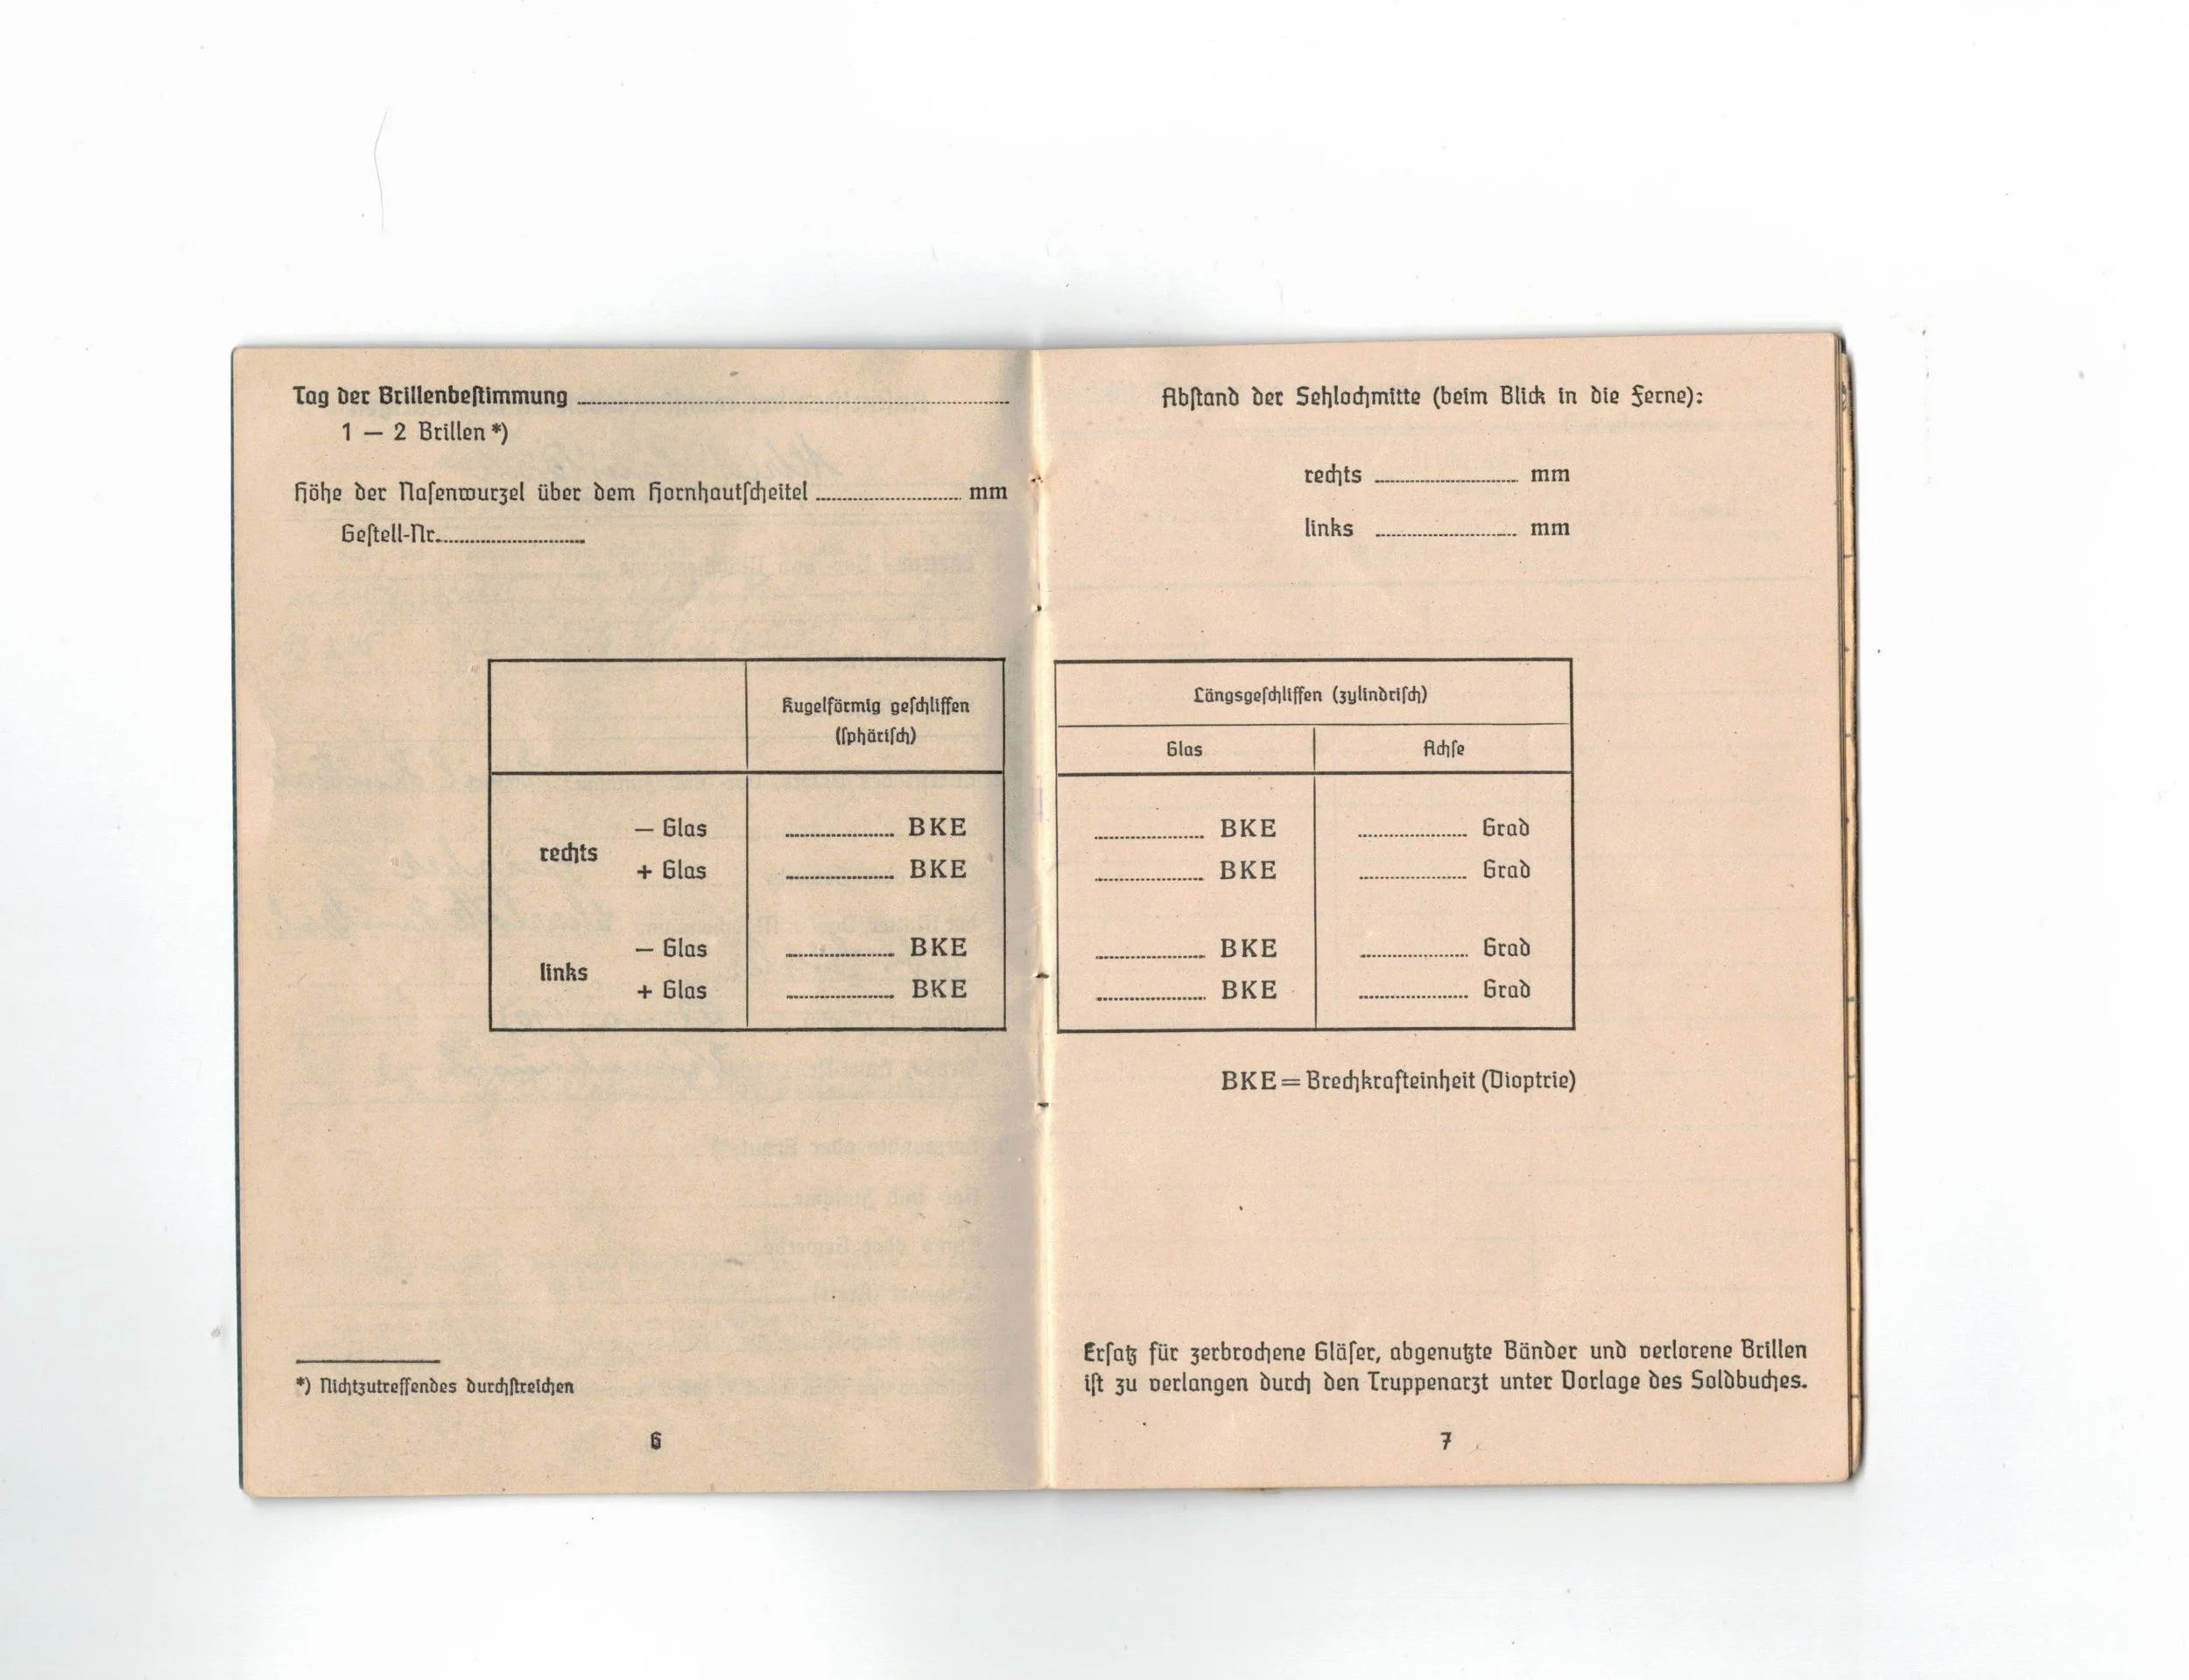 Tag der Brillenbeſtimmung
1 — 2 Brillen *)
Höhe der Naſenwurzel über dem Hornhautſcheitel mm
Geſtell-Nr.
Kugelförmig geſchliffen
(ſphäriſch)
rechts
— Glas BKE
+ Glas BKE
links
— Glas BKE
+ Glas BKE
*) Nichtzutreffendes durchſtreichen
6
Abſtand der Sehlochmitte (beim Blick in die Ferne):
rechts mm
links mm
Längsgeſchliffen (zylindriſch)
Glas Achſe
BKE Grad
BKE Grad
BKE Grad
BKE Grad
BKE = Brechkrafteinheit (Dioptrie)
Erſatz für zerbrochene Gläſer, abgenutzte Bänder und verlorene Brillen
iſt zu verlangen durch den Truppenarzt unter Vorlage des Soldbuches.
7